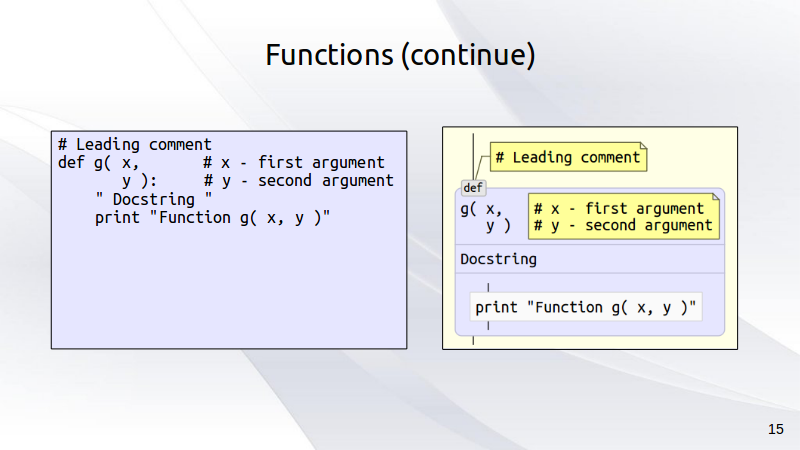 Functions (continue)
# Leading comment
def g( x,       # x - first argument
       y ):     # y - second argument
    " Docstring "
    print "Function g( x, y )"
# Leading comment
def
g( x,
   y )
# x - first argument
# y - second argument
Docstring
print "Function g( x, y )"
15